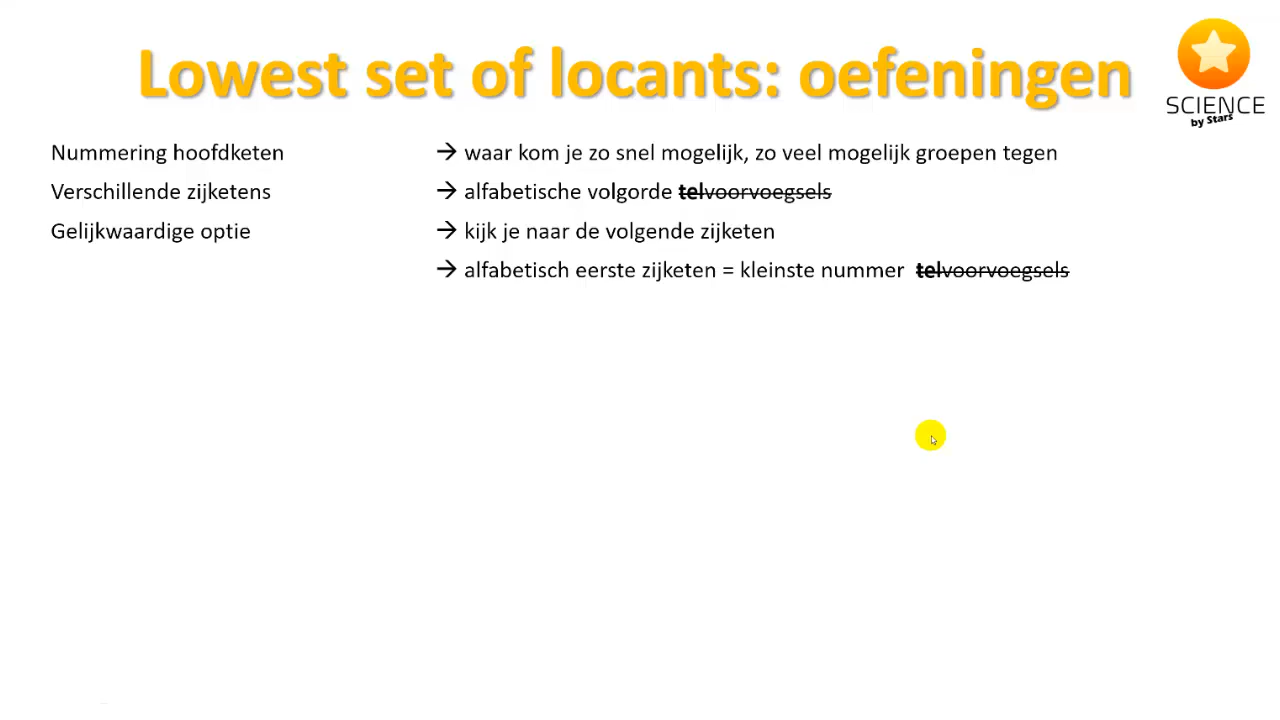 Lowest set of locants: oefeningen
SCIENCE
by Stars
Nummering hoofdketen → waar kom je zo snel mogelijk, zo veel mogelijk groepen tegen
Verschillende zijketens → alfabetische volgorde telvoorvoegsels
Gelijkwaardige optie → kijk je naar de volgende zijketen
→ alfabetisch eerste zijketen = kleinste nummer telvoorvoegsels